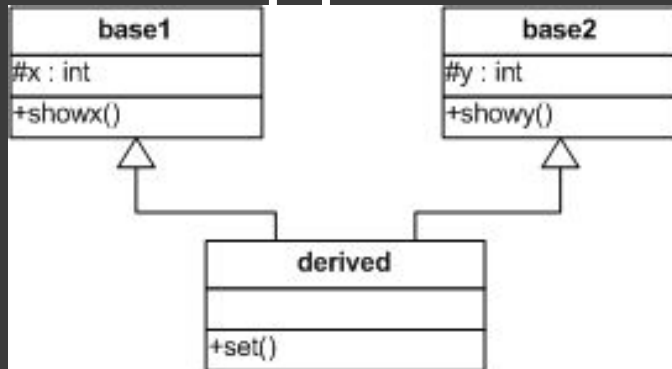 base1
#x : int
+showx()
base2
#y : int
+showy()
derived
+set()